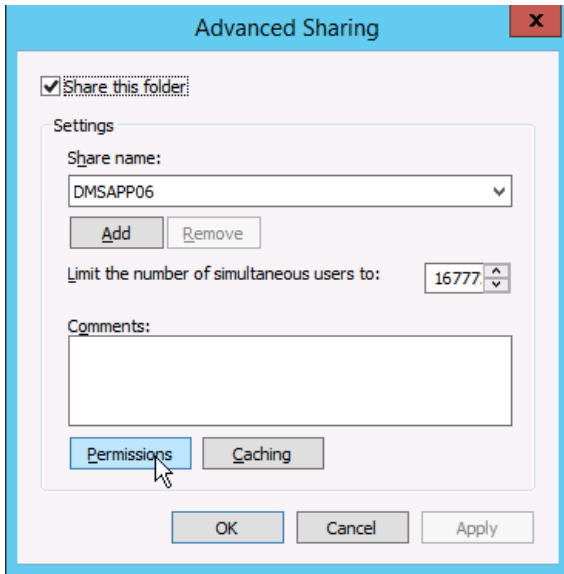 Advanced Sharing
x
Share this folder
Settings
Share name:
DMSAPP06
Add Remove
Limit the number of simultaneous users to: 16777
Comments:
Permissions Caching
OK Cancel Apply